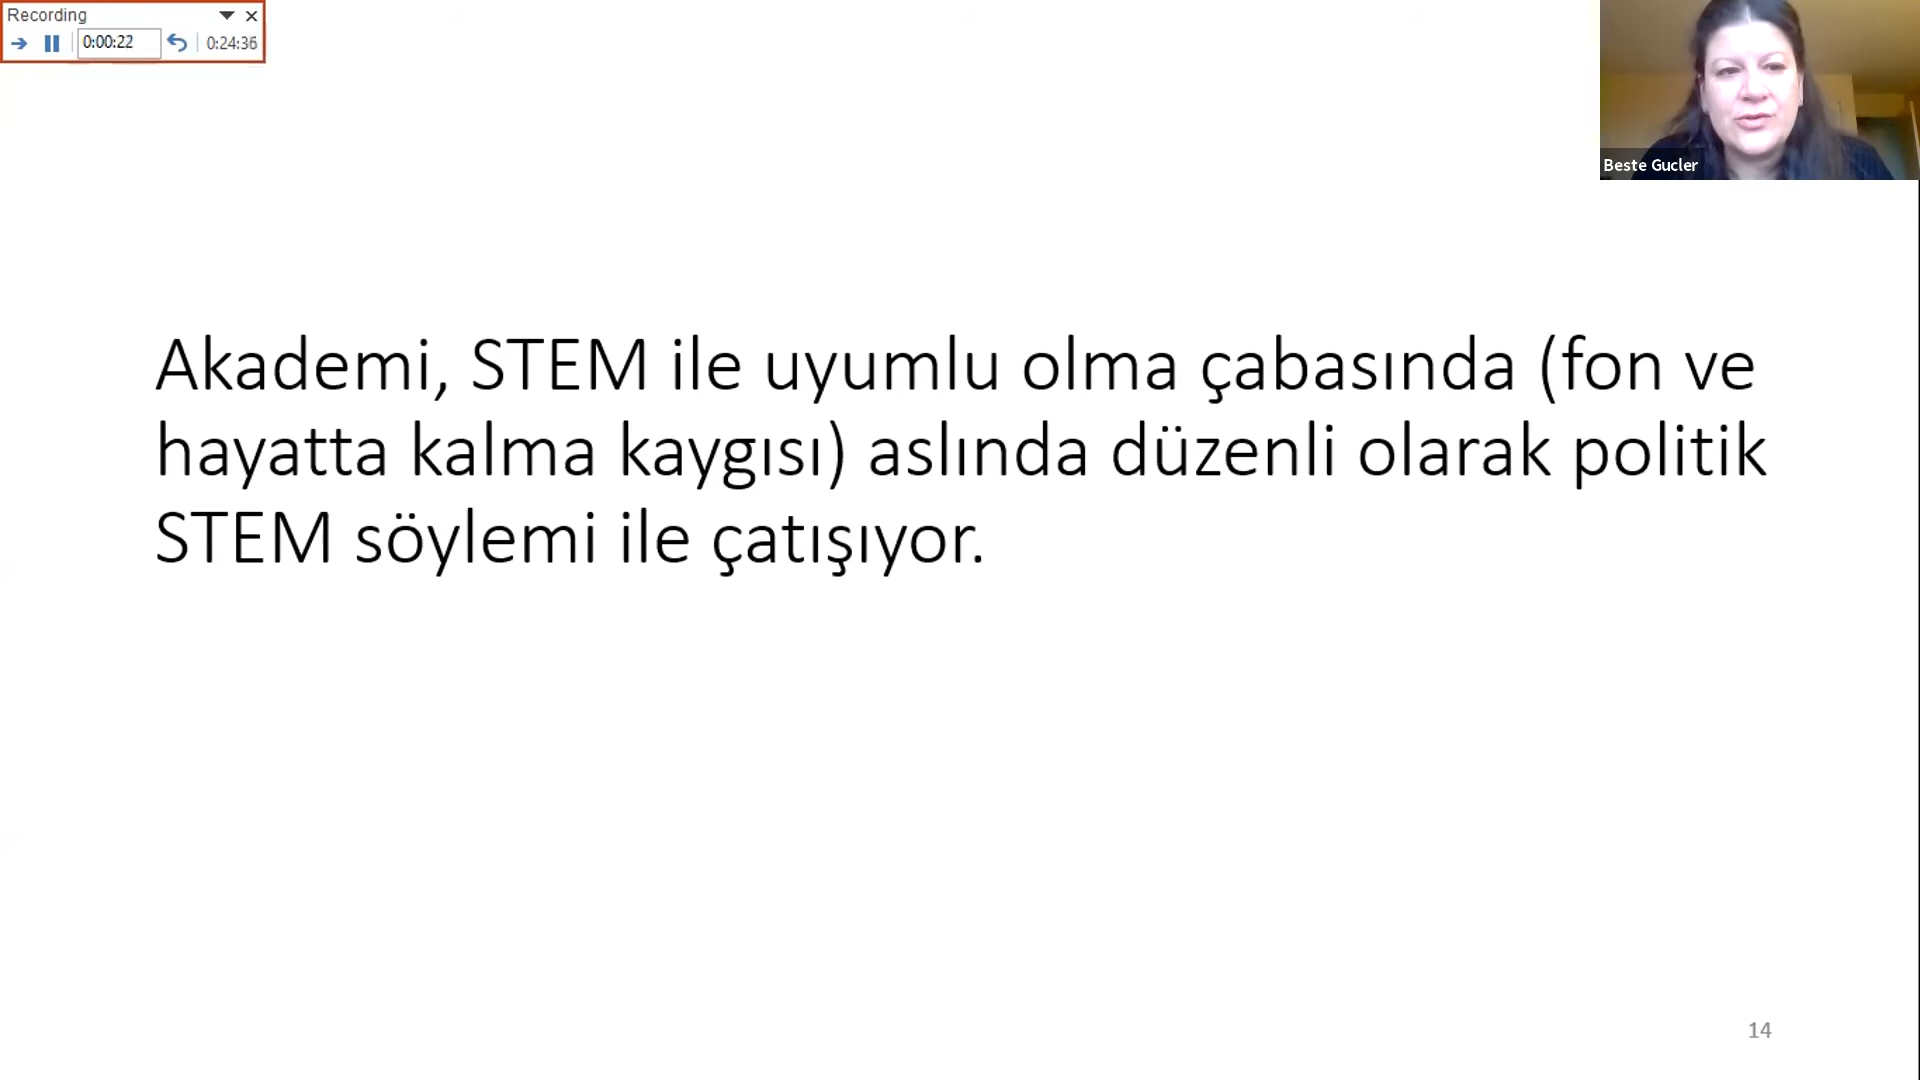 Recording
0:00:22
0:24:36
Beste Gucler
Akademi, STEM ile uyumlu olma çabasında (fon ve
hayatta kalma kaygısı) aslında düzenli olarak politik
STEM söylemi ile çatışıyor.
14